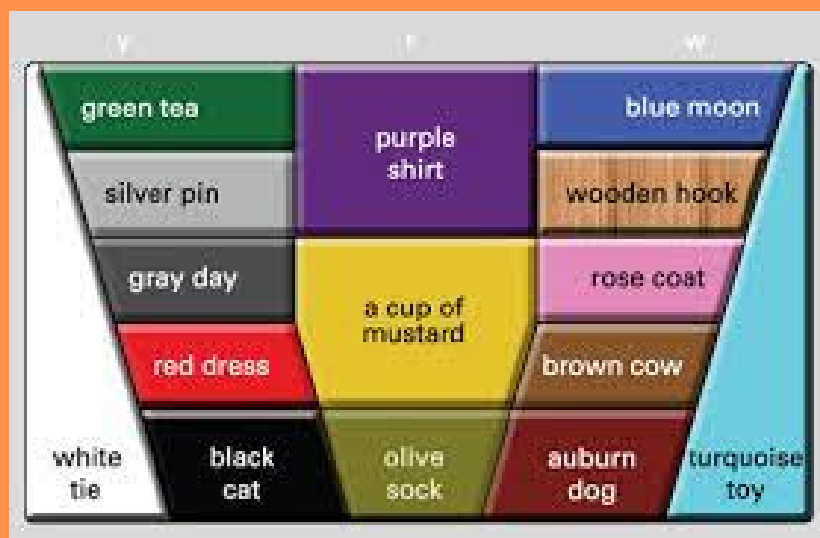 Y r w
green tea
purple
shirt
blue moon
silver pin
wooden hook
gray day
a cup of
mustard
rose coat
red dress
brown cow
white
tie
black
cat
olive
sock
auburn
dog
turquoise
toy